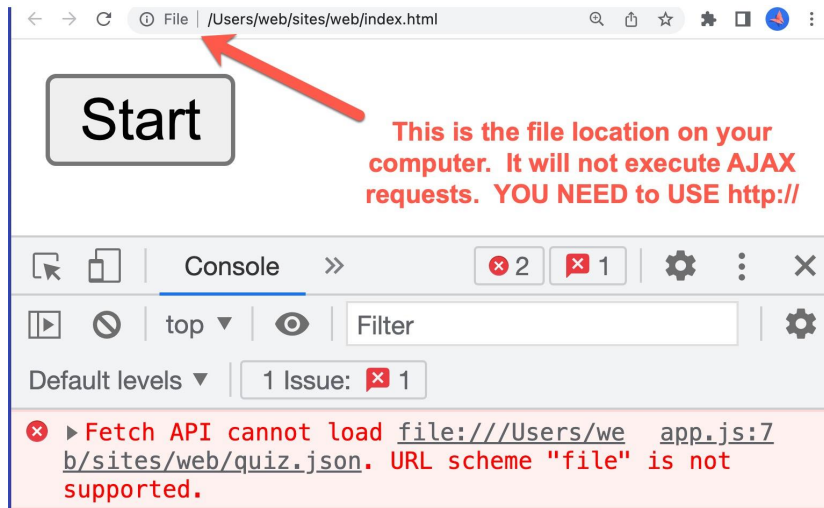 File | /Users/web/sites/web/index.html
Start
This is the file location on your
computer. It will not execute AJAX
requests. YOU NEED to USE http://
Console
2
1
top
Filter
Default levels
1 Issue: 1
Fetch API cannot load file:///Users/we app.js:7
b/sites/web/quiz.json. URL scheme "file" is not
supported.